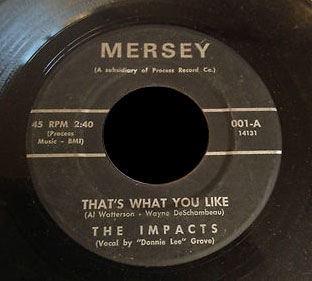 MERSEY
(A subsidiary of Process Record Co.)
45 RPM 2:40
(Process
Music - BMI)
001-A
14131
THAT'S WHAT YOU LIKE
(Al Watterson - Wayne DeSchambeau)
THE IMPACTS
(Vocal by "Donnie Lee" Grove)